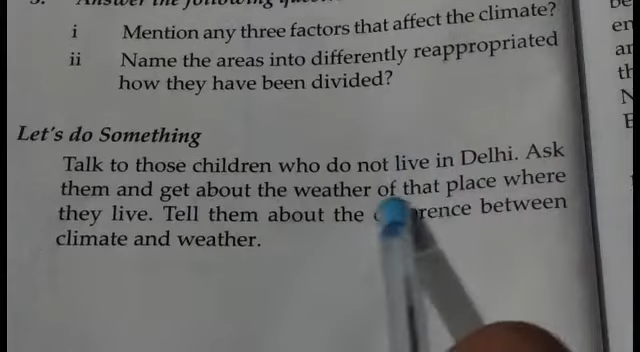 i Mention any three factors that affect the climate?
ii Name the areas into differently reappropriated
how they have been divided?
Let's do Something
Talk to those children who do not live in Delhi. Ask
them and get about the weather of that place where
they live. Tell them about the between
climate and weather.